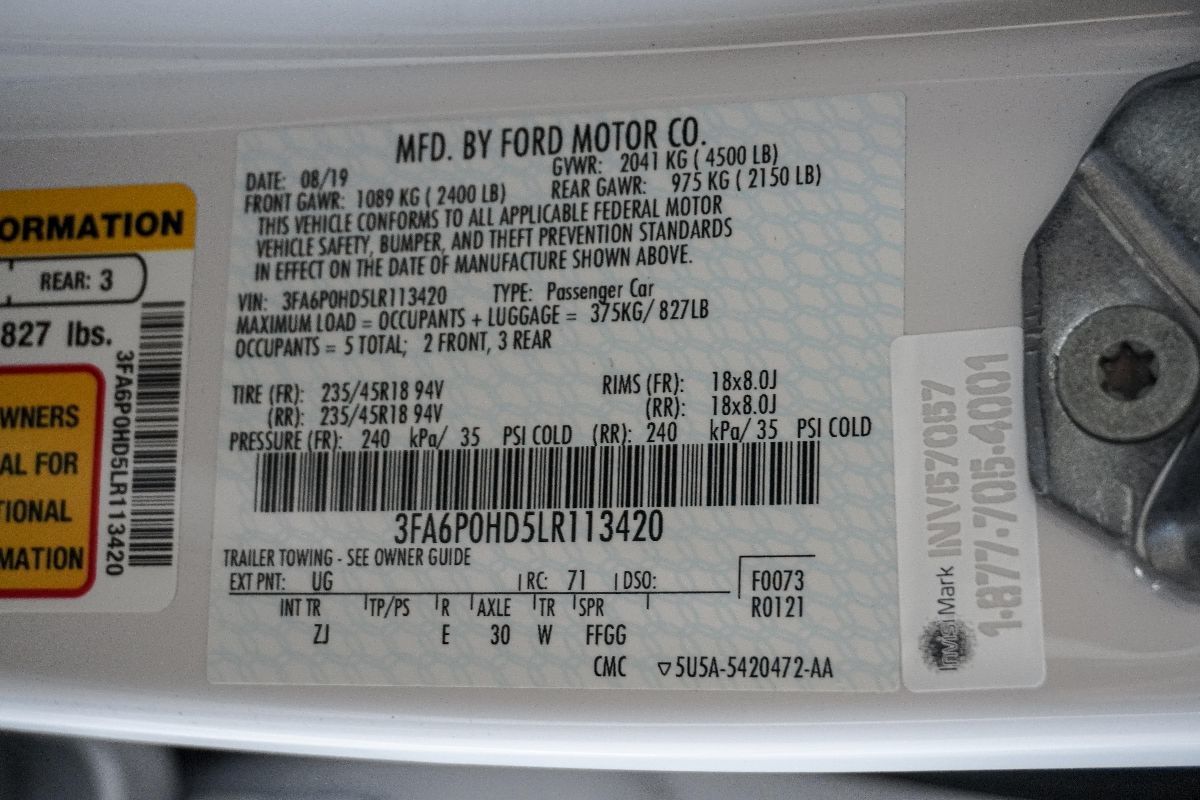 ORMATION
REAR: 3
827 lbs.
WNERS
AL FOR
TIONAL
MATION
3FA6P0HD5LR113420
MFD. BY FORD MOTOR CO.
DATE: 08/19 GVWR: 2041 KG ( 4500 LB)
FRONT GAWR: 1089 KG ( 2400 LB) REAR GAWR: 975 KG ( 2150 LB)
THIS VEHICLE CONFORMS TO ALL APPLICABLE FEDERAL MOTOR
VEHICLE SAFETY, BUMPER, AND THEFT PREVENTION STANDARDS
IN EFFECT ON THE DATE OF MANUFACTURE SHOWN ABOVE.
VIN: 3FA6P0HD5LR113420 TYPE: Passenger Car
MAXIMUM LOAD = OCCUPANTS + LUGGAGE = 375KG/ 827LB
OCCUPANTS = 5 TOTAL; 2 FRONT, 3 REAR
TIRE (FR): 235/45R18 94V RIMS (FR): 18x8.0J
(RR): 235/45R18 94V (RR): 18x8.0J
PRESSURE (FR): 240 kPa/ 35 PSI COLD (RR): 240 kPa/ 35 PSI COLD
3FA6P0HD5LR113420
TRAILER TOWING - SEE OWNER GUIDE
EXT PNT: UG RC: 71 DSO: F0073
INT TR TP/PS R AXLE TR SPR R0121
ZJ E 30 W FFGG
CMC ▽5U5A-5420472-AA
InVisiMark INV1570157
1-877-705-4001